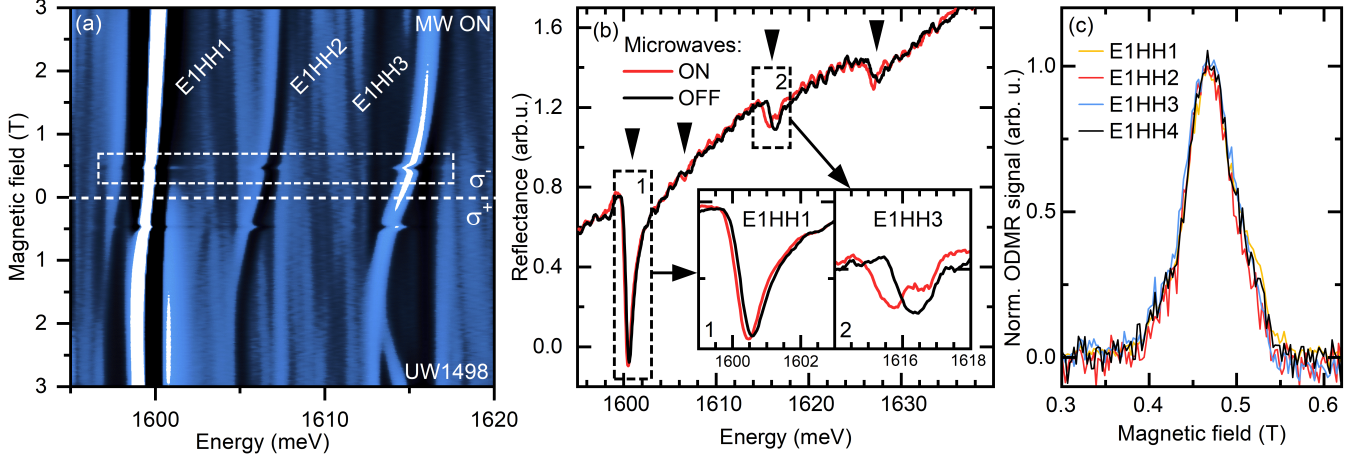 (a)
MW ON
E1HH1
E1HH2
E1HH3
σ-
σ+
UW1498
3
2
1
0
1
2
3
Magnetic field (T)
1600
1610
1620
Energy (meV)
(b)
Microwaves:
ON
OFF
1
2
1.6
1.2
0.8
0.4
0.0
Reflectance (arb.u.)
E1HH1
1
1600
1602
E1HH3
2
1616
1618
1600
1610
1620
1630
Energy (meV)
(c)
E1HH1
E1HH2
E1HH3
E1HH4
1.0
0.5
0.0
Norm. ODMR signal (arb. u.)
0.3
0.4
0.5
0.6
Magnetic field (T)